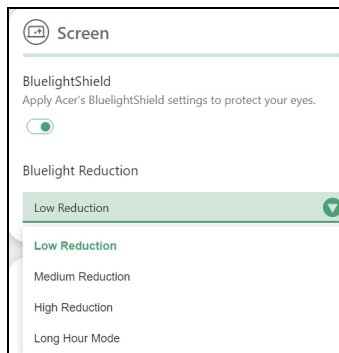 Screen
BluelightShield
Apply Acer's BluelightShield settings to protect your eyes.
Bluelight Reduction
Low Reduction
Low Reduction
Medium Reduction
High Reduction
Long Hour Mode